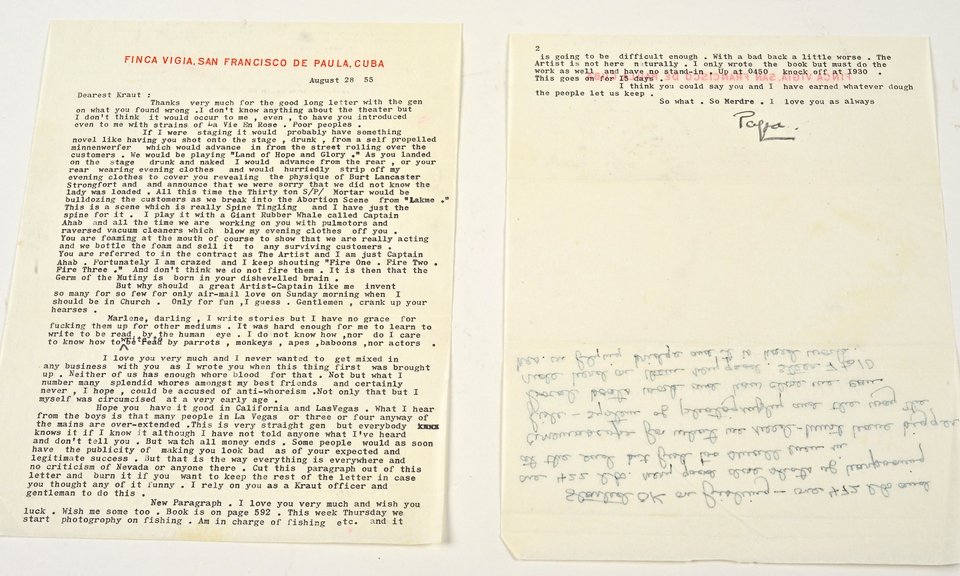 FINCA VIGIA, SAN FRANCISCO DE PAULA, CUBA
August 28 55
Dearest Kraut :
Thanks very much for the good long letter with the gen
on what you found wrong .I don't know anything about the theater but
I don't think it would occur to me , even , to have you introduced
even to me with strains of La Vie En Rose . Poor peoples .
If I were staging it would probably have something
novel like having you shot onto the stage , drunk , from a self propelled
minnenwerfer which would advance in from the street rolling over the
customers . We would be playing "Land of Hope and Glory ." As you landed
on the stage drunk and naked I would advance from the rear , or your
rear wearing evening clothes and would hurriedly strip off my
evening clothes to cover you revealing the physique of Burt Lancaster
Strongfort and and announce that we were sorry that we did not know the
lady was loaded . All this time the Thirty ton S/P/ Mortar would be
bulldozing the customers as we break into the Abortion Scene from "Lakme ."
This is a scene which is really Spine Tingling and I have just the
spine for it . I play it with a Giant Rubber Whale called Captain
Ahab and all the time we are working on you with pulmotors and
raversed vacuum cleaners which blow my evening clothes off you .
You are foaming at the mouth of course to show that we are really acting
and we bottle the foam and sell it to any surviving customers .
You are referred to in the contract as The Artist and I am just Captain
Ahab . Fortunately I am crazed and I keep shouting "Fire One . Fire Two .
Fire Three ." And don't think we do not fire them . It is then that the
Germ of the Mutiny is born in your dishevelled brain .
But why should a great Artist-Captain like me invent
so many for so few for only air-mail love on Sunday morning when I
should be in Church . Only for fun ,I guess . Gentlemen , crank up your
hearses .
Marlene, darling , I write stories but I have no grace for
fucking them up for other mediums . It was hard enough for me to learn to
write to be read by the human eye . I do not know how ,nor do I care
to know how to write to be read by parrots , monkeys , apes ,baboons ,nor actors .
I love you very much and I never wanted to get mixed in
any business with you as I wrote you when this thing first was brought
up . Neither of us has enough whore blood for that . Not but what I
number many splendid whores amongst my best friends and certainly
never , I hope , could be accused of anti-whoreism .Not only that but I
myself was circumcised at a very early age .
Hope you have it good in California and LasVegas . What I hear
from the boys is that many people in La Vegas or three or four anyway of
the mains are over-extended .This is very straight gen but everybody xxxx
knows it if I know it although I have not told anyone what I've heard
and don't tell you . But watch all money ends . Some people would as soon
have the publicity of making you look bad as of your expected and
legitimate success . But that is the way everything is everywhere and
no criticism of Nevada or anyone there . Cut this paragraph out of this
letter and burn it if you want to keep the rest of the letter in case
you thought any of it funny . I rely on you as a Kraut officer and
gentleman to do this .
New Paragraph . I love you very much and wish you
luck . Wish me some too . Book is on page 592 . This week Thursday we
start photogrophy on fishing . Am in charge of fishing etc. and it
2
is going to be difficult enough . With a bad back a little worse . The
Artist is not here naturally . I only wrote the book but must do the
work as well and have no stand-in . Up at 0450 knock off at 1930 .
This goes on for 15 days .
I think you could say you and I have earned whatever dough
the people let us keep .
So what . So Merdre . I love you as always
Papa.